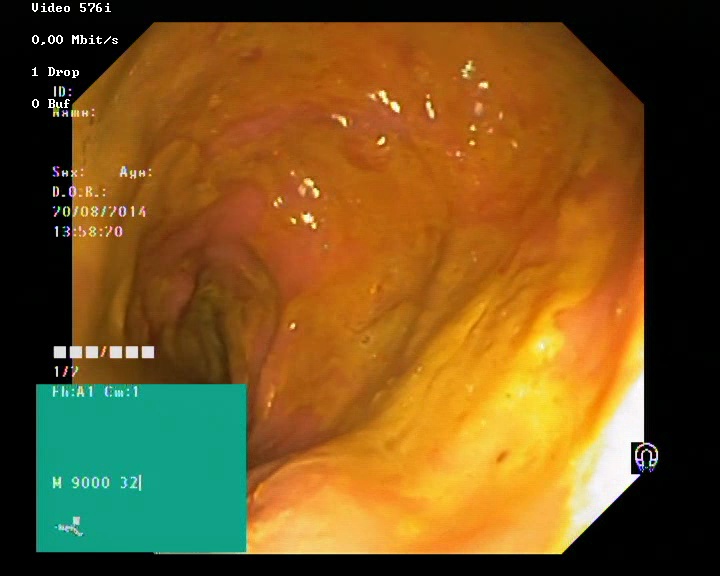 Video 576i
0,00 Mbit/s
1 Drop
0 Buf
ID:
Name:
Sex: Age:
D.O.B.:
20/08/2014
13:58:20
1/2
Eh:A1 Cm:1
M 9000 32